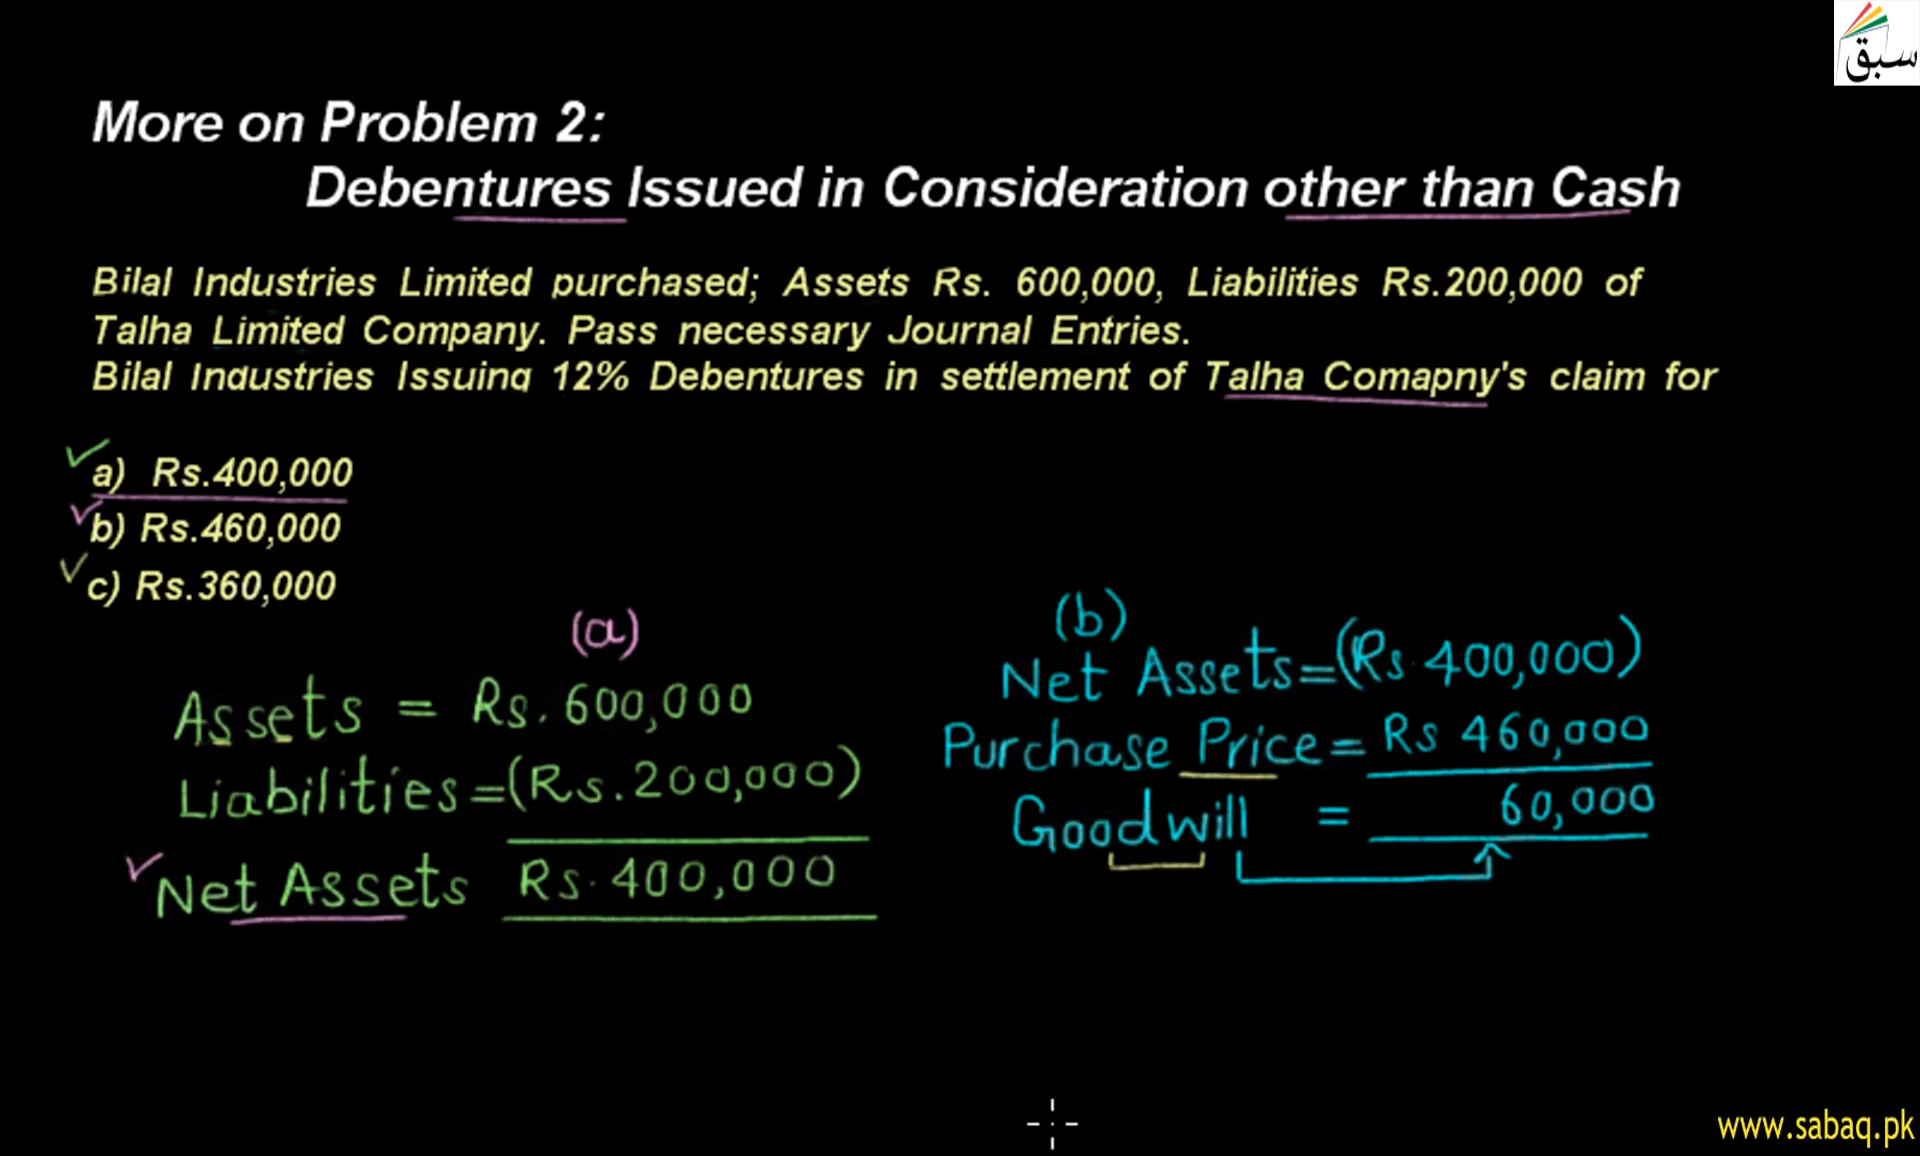 سبق
More on Problem 2:
Debentures Issued in Consideration other than Cash
Bilal Industries Limited purchased; Assets Rs. 600,000, Liabilities Rs.200,000 of
Talha Limited Company. Pass necessary Journal Entries.
Bilal Industries Issuing 12% Debentures in settlement of Talha Comapny's claim for
a) Rs.400,000
b) Rs.460,000
c) Rs.360,000
(a)
Assets = Rs. 600,000
Liabilities = (Rs. 200,000)
Net Assets Rs. 400,000
(b)
Net Assets = (Rs. 400,000)
Purchase Price = Rs 460,000
Goodwill = 60,000
www.sabaq.pk